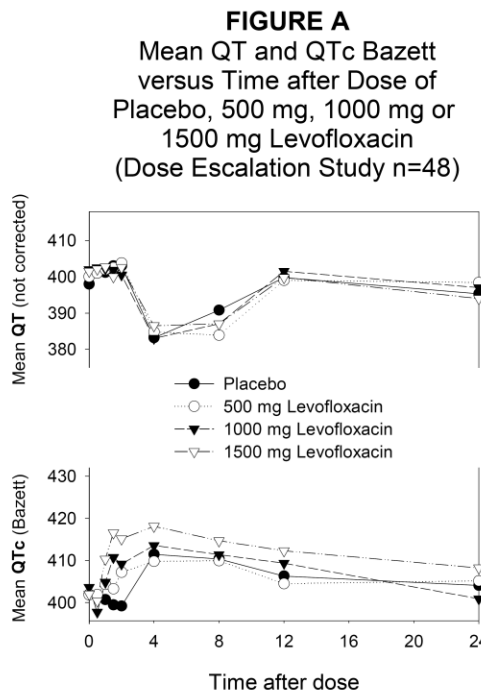 FIGURE A
Mean QT and QTc Bazett
versus Time after Dose of
Placebo, 500 mg, 1000 mg or
1500 mg Levofloxacin
(Dose Escalation Study n=48)
Mean QT (not corrected)
410
400
390
380
Placebo
500 mg Levofloxacin
1000 mg Levofloxacin
1500 mg Levofloxacin
Mean QTc (Bazett)
430
420
410
400
0 4 8 12 24
Time after dose